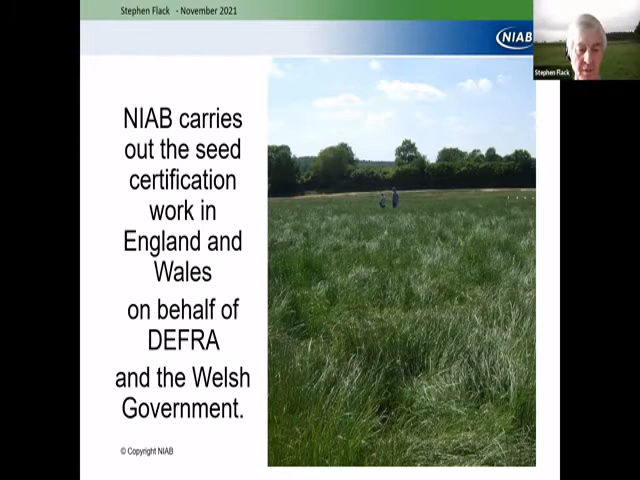 Stephen Flack - November 2021
NIAB
Stephen Flack
NIAB carries
out the seed
certification
work in
England and
Wales
on behalf of
DEFRA
and the Welsh
Government.
© Copyright NIAB